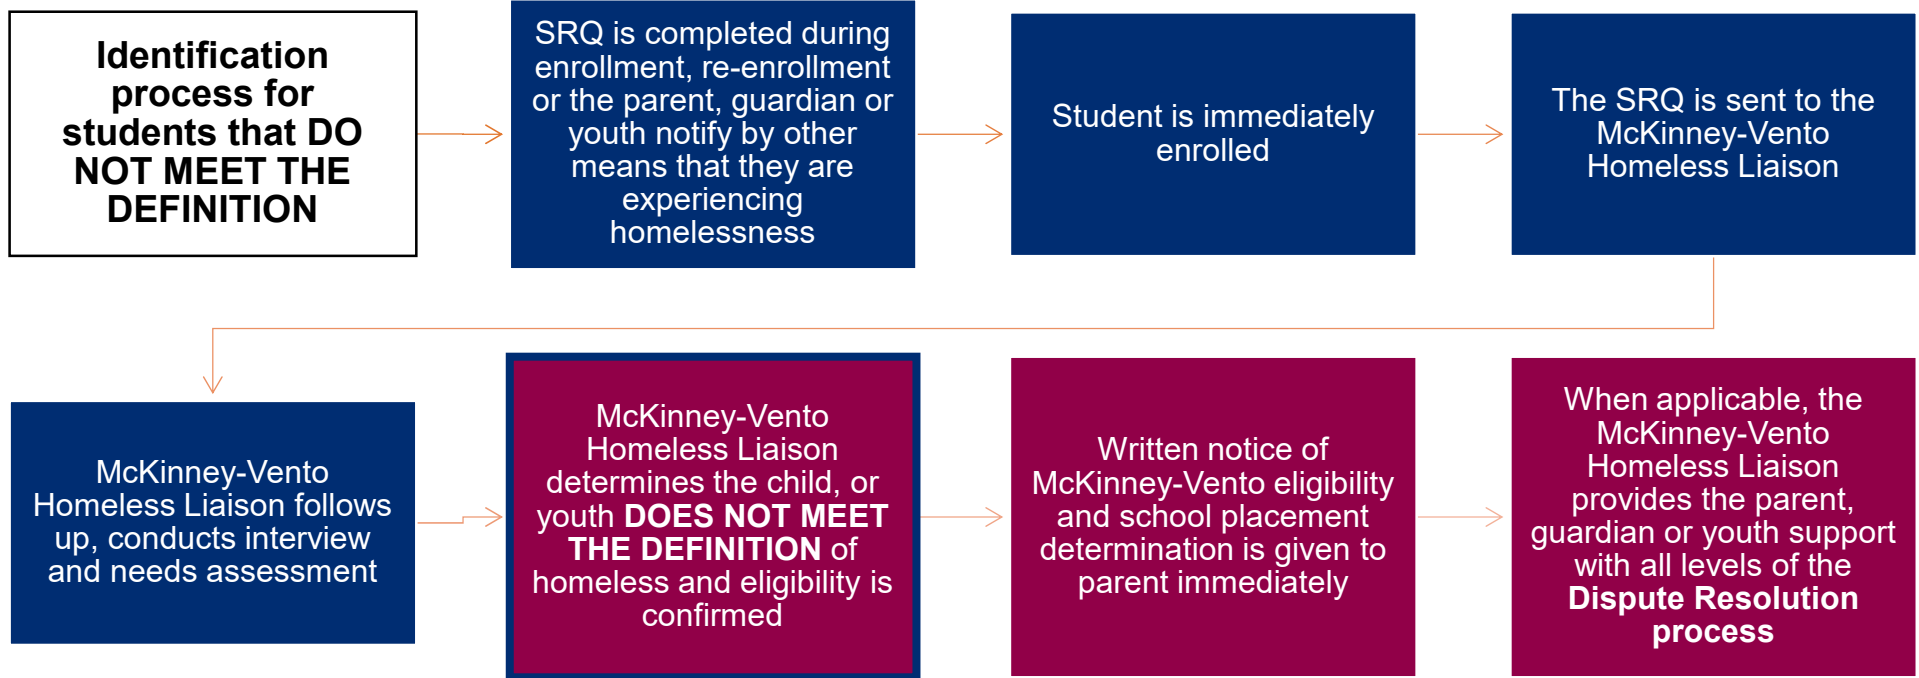 Identification
process for
students that DO
NOT MEET THE
DEFINITION
SRQ is completed during
enrollment, re-enrollment
or the parent, guardian or
youth notify by other
means that they are
experiencing
homelessness
Student is immediately
enrolled
The SRQ is sent to the
McKinney-Vento
Homeless Liaison
McKinney-Vento
Homeless Liaison follows
up, conducts interview
and needs assessment
McKinney-Vento
Homeless Liaison
determines the child, or
youth DOES NOT MEET
THE DEFINITION of
homeless and eligibility is
confirmed
Written notice of
McKinney-Vento eligibility
and school placement
determination is given to
parent immediately
When applicable, the
McKinney-Vento
Homeless Liaison
provides the parent,
guardian or youth support
with all levels of the
Dispute Resolution
process